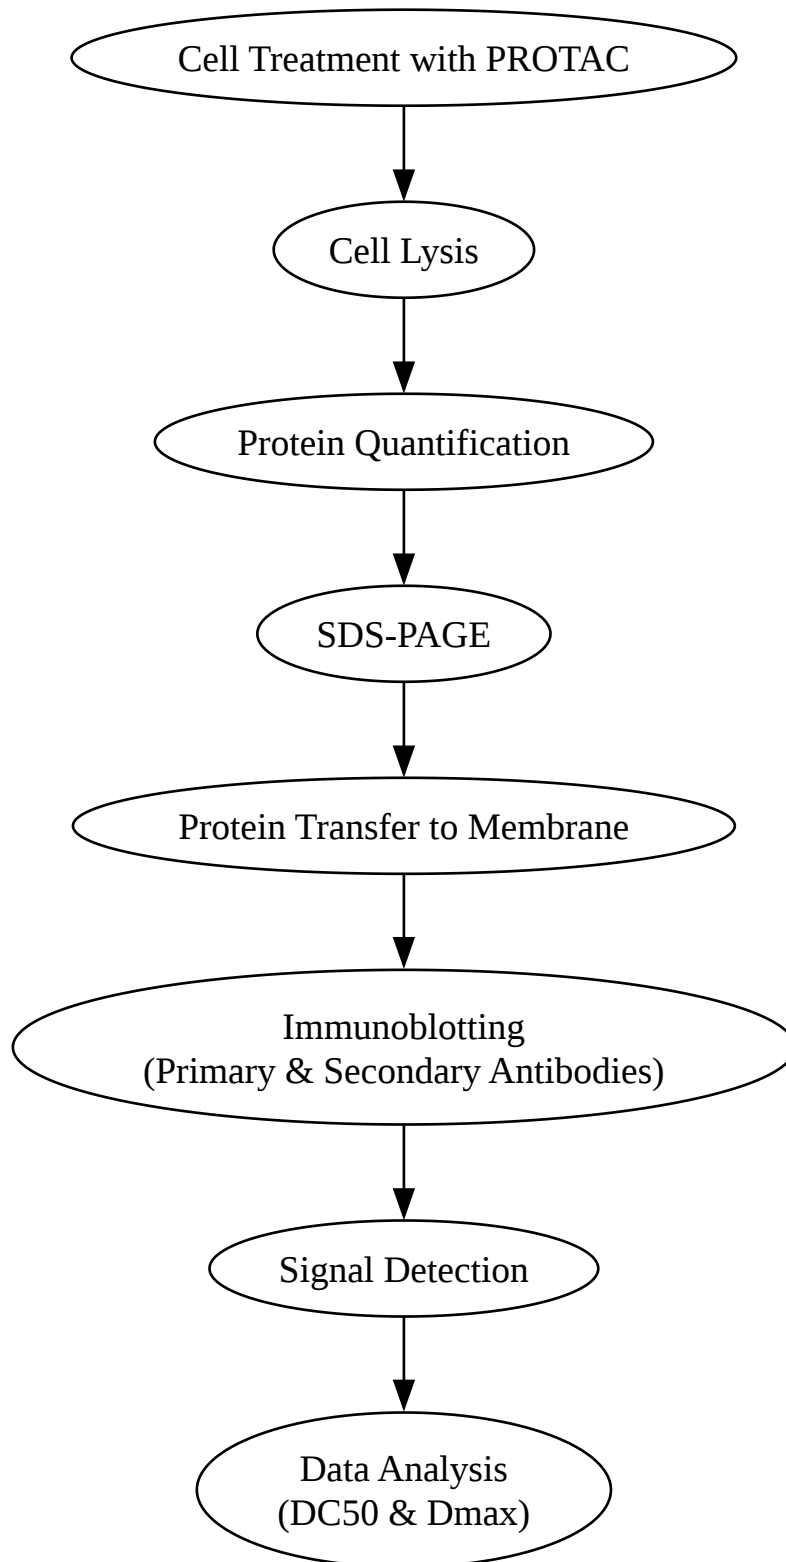 Cell Treatment with PROTAC
Cell Lysis
Protein Quantification
SDS-PAGE
Protein Transfer to Membrane
Immunoblotting
(Primary & Secondary Antibodies)
Signal Detection
Data Analysis
(DC50 & Dmax)